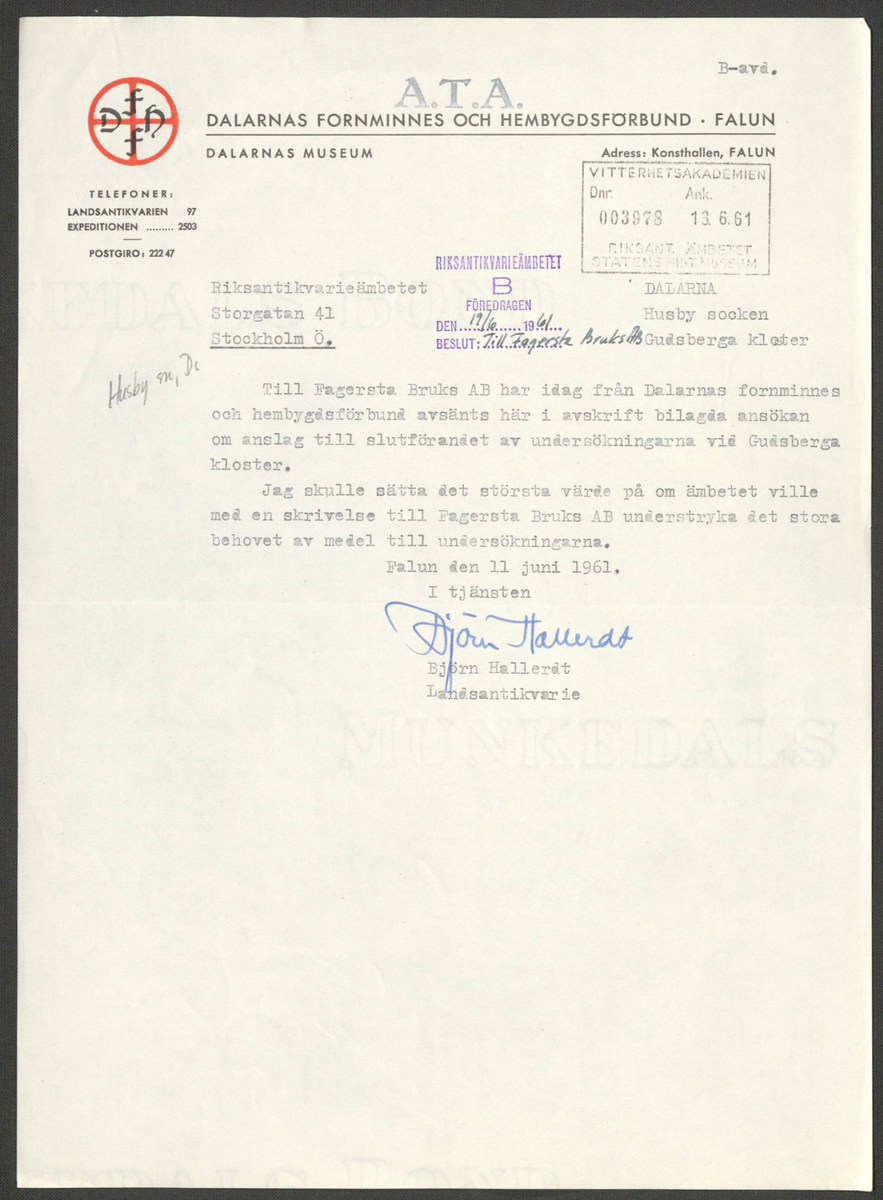 B-avd.
A.T.A.
DALARNAS FORNMINNES OCH HEMBYGDSFÖRBUND · FALUN
DALARNAS MUSEUM
Adress: Konsthallen, FALUN
D f H f
TELEFONER:
LANDSANTIKVARIEN 97
EXPEDITIONEN ......... 2503
POSTGIRO: 222 47
VITTERHETSAKADEMIEN
Dnr. Ank.
003978 13.6.61
RIKSANT. ÄMBETET
STATENS HIST. MUSEUM
RIKSANTIKVARIEÄMBETET
B
FÖREDRAGEN
DEN 19/6 1961
BESLUT: Till Fagersta Bruks AB
Riksantikvarieämbetet
Storgatan 41
Stockholm Ö.
DALARNA
Husby socken
Gudsberga kloster
Husby sn, Da
Till Fagersta Bruks AB har idag från Dalarnas fornminnes
och hembygdsförbund avsänts här i avskrift bilagda ansökan
om anslag till slutförandet av undersökningarna vid Gudsberga
kloster.
Jag skulle sätta det största värde på om ämbetet ville
med en skrivelse till Fagersta Bruks AB understryka det stora
behovet av medel till undersökningarna.
Falun den 11 juni 1961.
I tjänsten
Björn Hallerdt
Björn Hallerdt
Landsantikvarie
MUNKEDALS